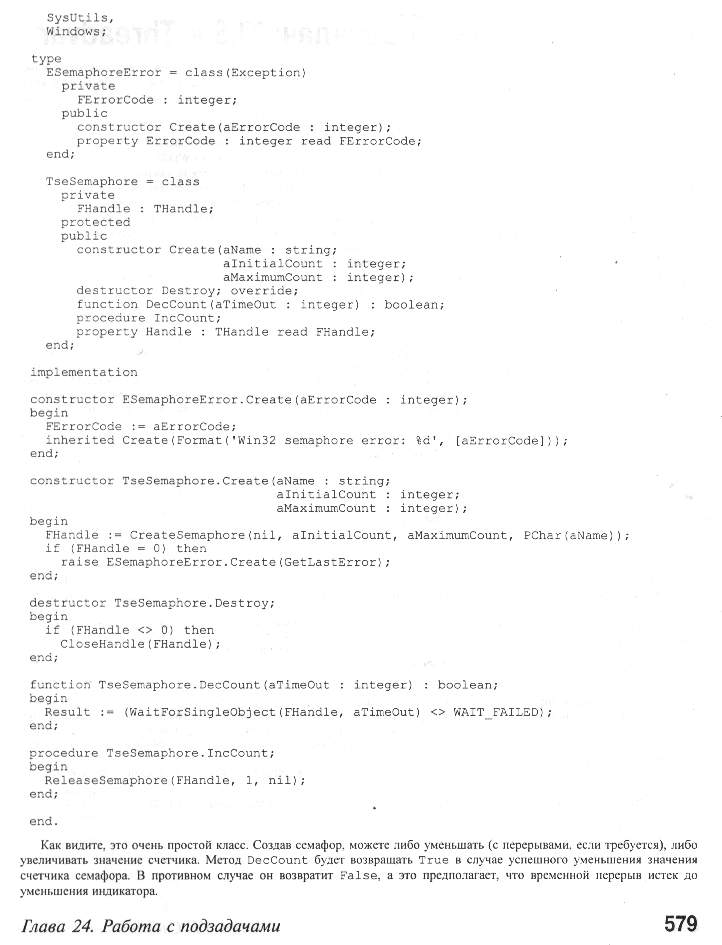 SysUtils,
Windows;
type
ESemaphoreError = class(Exception)
private
FErrorCode : integer;
public
constructor Create(aErrorCode : integer);
property ErrorCode : integer read FErrorCode;
end;
TseSemaphore = class
private
FHandle : THandle;
protected
public
constructor Create(aName : string;
aInitialCount : integer;
aMaximumCount : integer);
destructor Destroy; override;
function DecCount(aTimeOut : integer) : boolean;
procedure IncCount;
property Handle : THandle read FHandle;
end;
implementation
constructor ESemaphoreError.Create(aErrorCode : integer);
begin
FErrorCode := aErrorCode;
inherited Create(Format('Win32 semaphore error: %d', [aErrorCode]));
end;
constructor TseSemaphore.Create(aName : string;
aInitialCount : integer;
aMaximumCount : integer);
begin
FHandle := CreateSemaphore(nil, aInitialCount, aMaximumCount, PChar(aName));
if (FHandle = 0) then
raise ESemaphoreError.Create(GetLastError);
end;
destructor TseSemaphore.Destroy;
begin
if (FHandle <> 0) then
CloseHandle(FHandle);
end;
function TseSemaphore.DecCount(aTimeOut : integer) : boolean;
begin
Result := (WaitForSingleObject(FHandle, aTimeOut) <> WAIT_FAILED);
end;
procedure TseSemaphore.IncCount;
begin
ReleaseSemaphore(FHandle, 1, nil);
end;
end.
Как видите, это очень простой класс. Создав семафор, можете либо уменьшать (с перерывами, если требуется), либо
увеличивать значение счетчика. Метод DecCount будет возвращать True в случае успешного уменьшения значения
счетчика семафора. В противном случае он возвратит False, а это предполагает, что временной перерыв истек до
уменьшения индикатора.
Глава 24. Работа с подзадачами 579